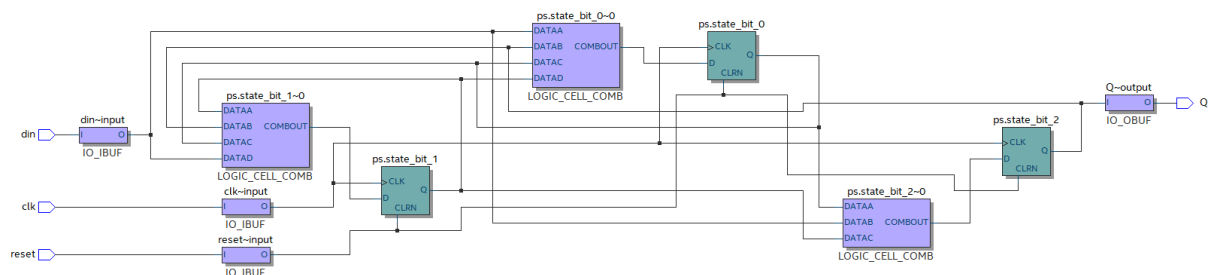 din
din~input
I O
IO_IBUF
clk
clk~input
I O
IO_IBUF
reset
reset~input
I O
IO_IBUF
ps.state_bit_1~0
DATAA
DATAB COMBOUT
DATAC
DATAD
LOGIC_CELL_COMB
ps.state_bit_1
CLK
Q
D
CLRN
ps.state_bit_0~0
DATAA
DATAB COMBOUT
DATAC
DATAD
LOGIC_CELL_COMB
ps.state_bit_0
CLK
Q
D
CLRN
ps.state_bit_2~0
DATAA
DATAB COMBOUT
DATAC
LOGIC_CELL_COMB
ps.state_bit_2
CLK
Q
D
CLRN
Q~output
I O
IO_OBUF
Q